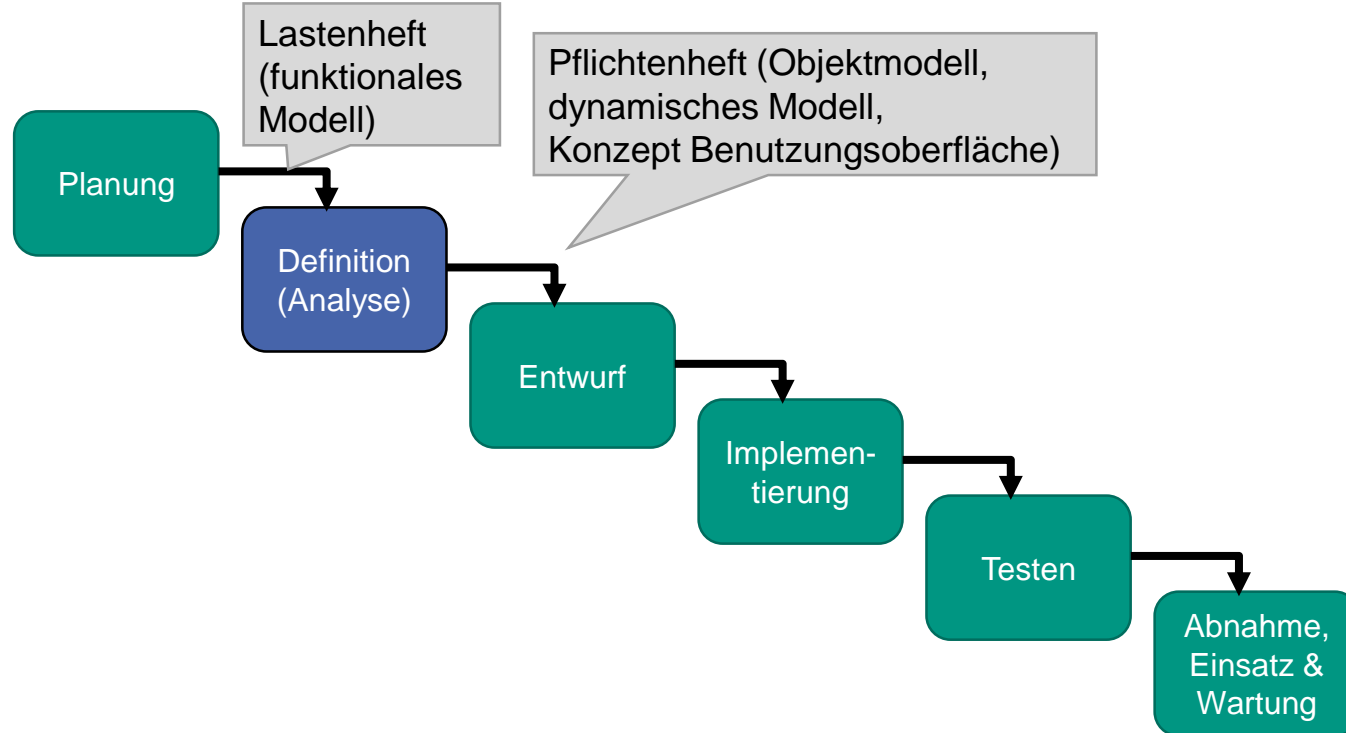 Lastenheft
(funktionales
Modell)
Pflichtenheft (Objektmodell,
dynamisches Modell,
Konzept Benutzungsoberfläche)
Planung
Definition
(Analyse)
Entwurf
Implemen-
tierung
Testen
Abnahme,
Einsatz &
Wartung